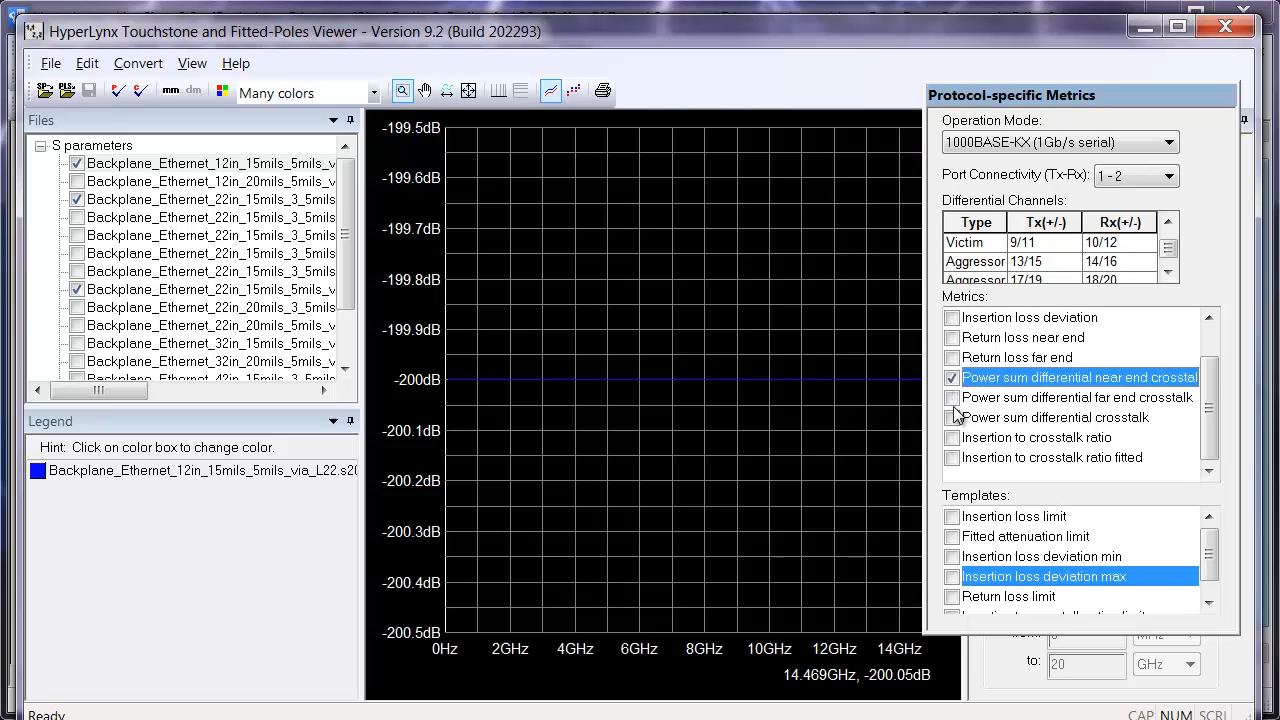 HyperLynx Touchstone and Fitted-Poles Viewer - Version 9.2 (Build 202293)
File Edit Convert View Help
SP PLS mm dm Many colors
Files
S parameters
Backplane_Ethernet_12in_15mils_5mils_v
Backplane_Ethernet_12in_20mils_5mils_v
Backplane_Ethernet_22in_15mils_3_5mils
Backplane_Ethernet_22in_15mils_3_5mils
Backplane_Ethernet_22in_15mils_3_5mils
Backplane_Ethernet_22in_15mils_3_5mils
Backplane_Ethernet_22in_15mils_3_5mils
Backplane_Ethernet_22in_15mils_5mils_v
Backplane_Ethernet_22in_20mils_3_5mils
Backplane_Ethernet_22in_20mils_5mils_v
Backplane_Ethernet_32in_15mils_5mils_v
Backplane_Ethernet_32in_20mils_5mils_v
Backplane_Ethernet_42in_15mils_3_5mils
Legend
Hint: Click on color box to change color.
Backplane_Ethernet_12in_15mils_5mils_via_L22.s20
-199.5dB
-199.6dB
-199.7dB
-199.8dB
-199.9dB
-200dB
-200.1dB
-200.2dB
-200.3dB
-200.4dB
-200.5dB
0Hz 2GHz 4GHz 6GHz 8GHz 10GHz 12GHz 14GHz
14.469GHz, -200.05dB
Protocol-specific Metrics
Operation Mode:
1000BASE-KX (1Gb/s serial)
Port Connectivity (Tx-Rx): 1 - 2
Differential Channels:
Type Tx(+/-) Rx(+/-)
Victim 9/11 10/12
Aggressor 13/15 14/16
Aggressor 17/19 18/20
Metrics:
Insertion loss deviation
Return loss near end
Return loss far end
Power sum differential near end crosstal
Power sum differential far end crosstalk
Power sum differential crosstalk
Insertion to crosstalk ratio
Insertion to crosstalk ratio fitted
Templates:
Insertion loss limit
Fitted attenuation limit
Insertion loss deviation min
Insertion loss deviation max
Return loss limit
to: 20 GHz
Ready
CAP NUM SCRL